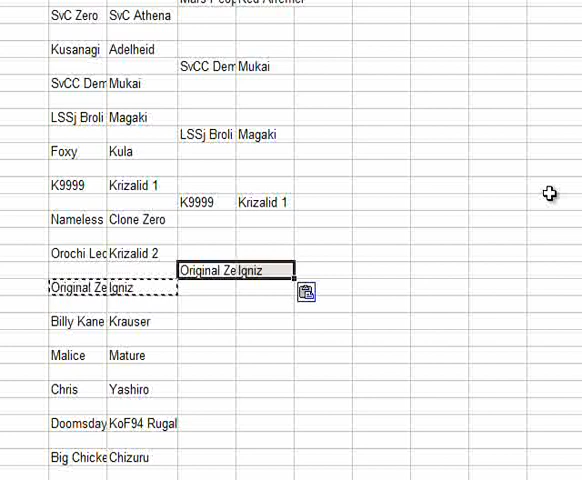 SvC Zero SvC Athena
Kusanagi Adelheid
SvCC Dem Mukai
SvCC Dem Mukai
LSSj Broli Magaki
LSSj Broli Magaki
Foxy Kula
K9999 Krizalid 1
K9999 Krizalid 1
Nameless Clone Zero
Orochi Lec Krizalid 2
Original Ze Igniz
Original Ze Igniz
Billy Kane Krauser
Malice Mature
Chris Yashiro
Doomsday KoF94 Rugal
Big Chicke Chizuru